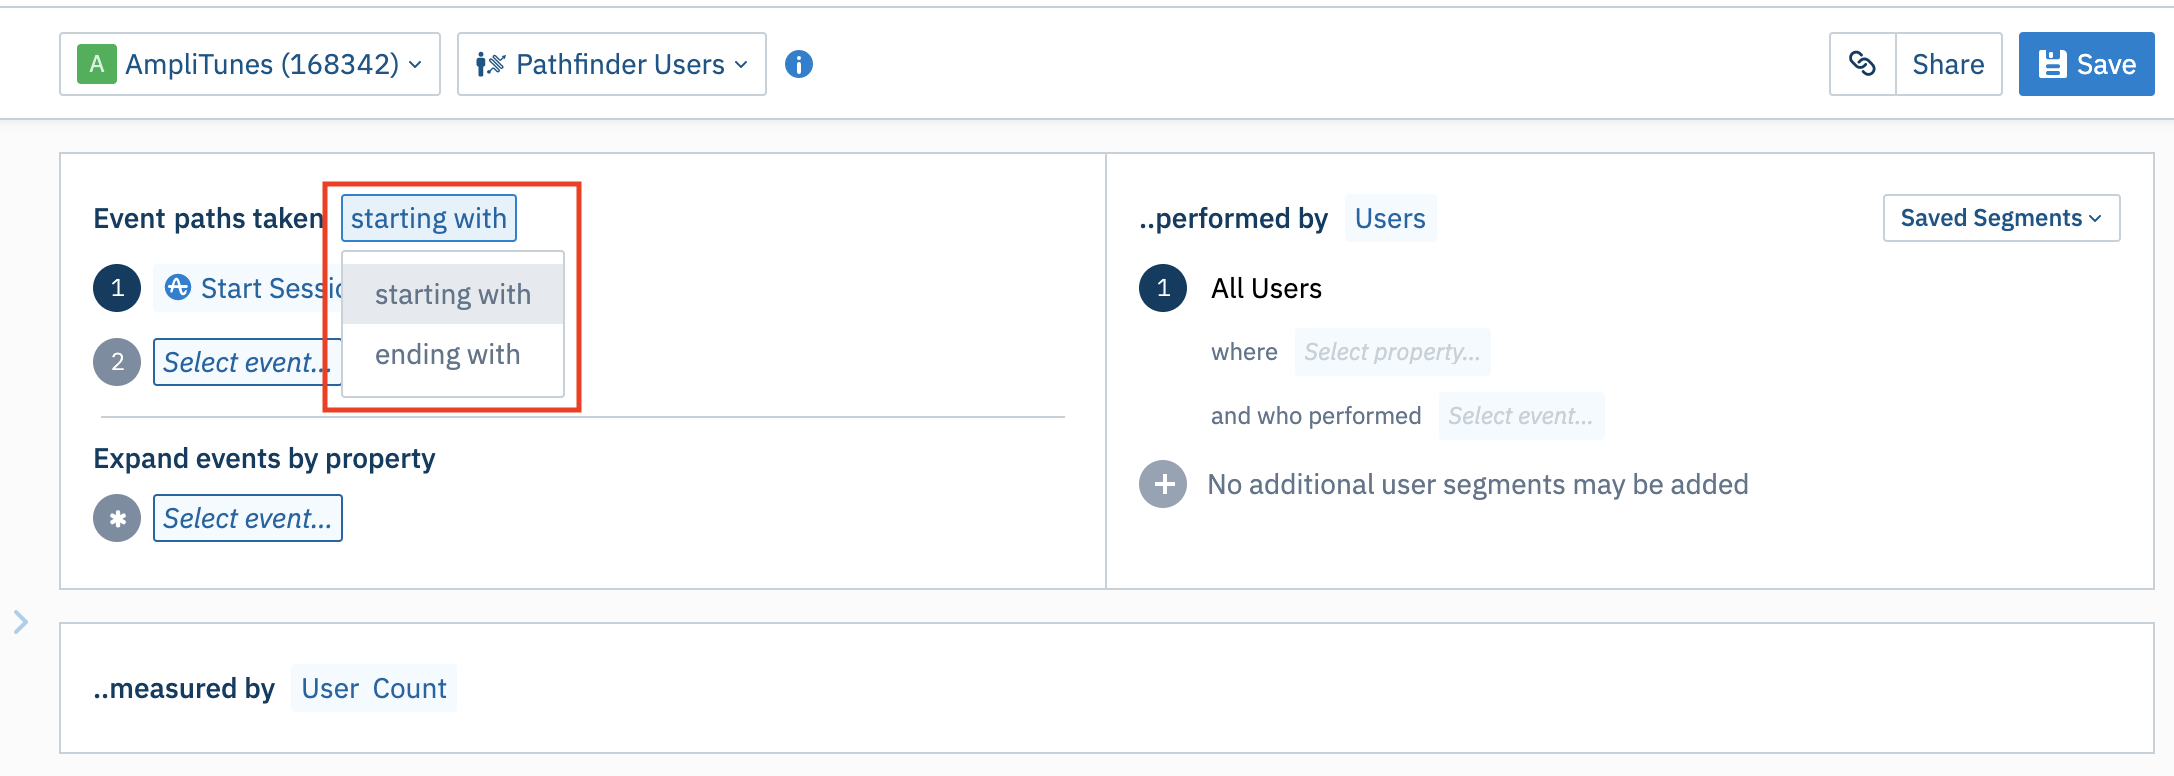 A AmpliTunes (168342) Pathfinder Users i Share Save
Event paths taken starting with
starting with
ending with
1 Start Sessio
2 Select event...
Expand events by property
* Select event...
..performed by Users Saved Segments
1 All Users
where Select property...
and who performed Select event...
+ No additional user segments may be added
..measured by User Count